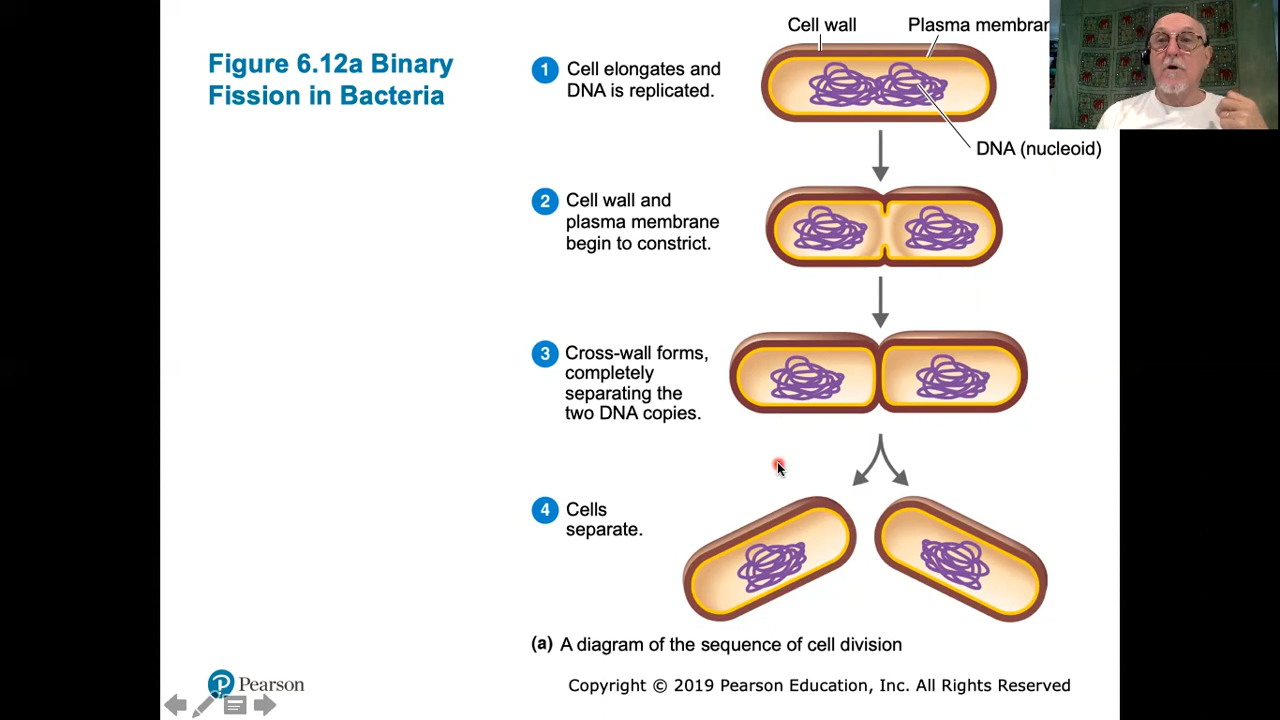 Figure 6.12a Binary
Fission in Bacteria
Cell wall
1
Cell elongates and
DNA is replicated.
DNA (nucleoid)
2
Cell wall and
plasma membrane
begin to constrict.
3
Cross-wall forms,
completely
separating the
two DNA copies.
4
Cells
separate.
(a) A diagram of the sequence of cell division
Pearson
Copyright © 2019 Pearson Education, Inc. All Rights Reserved
Plasma membran